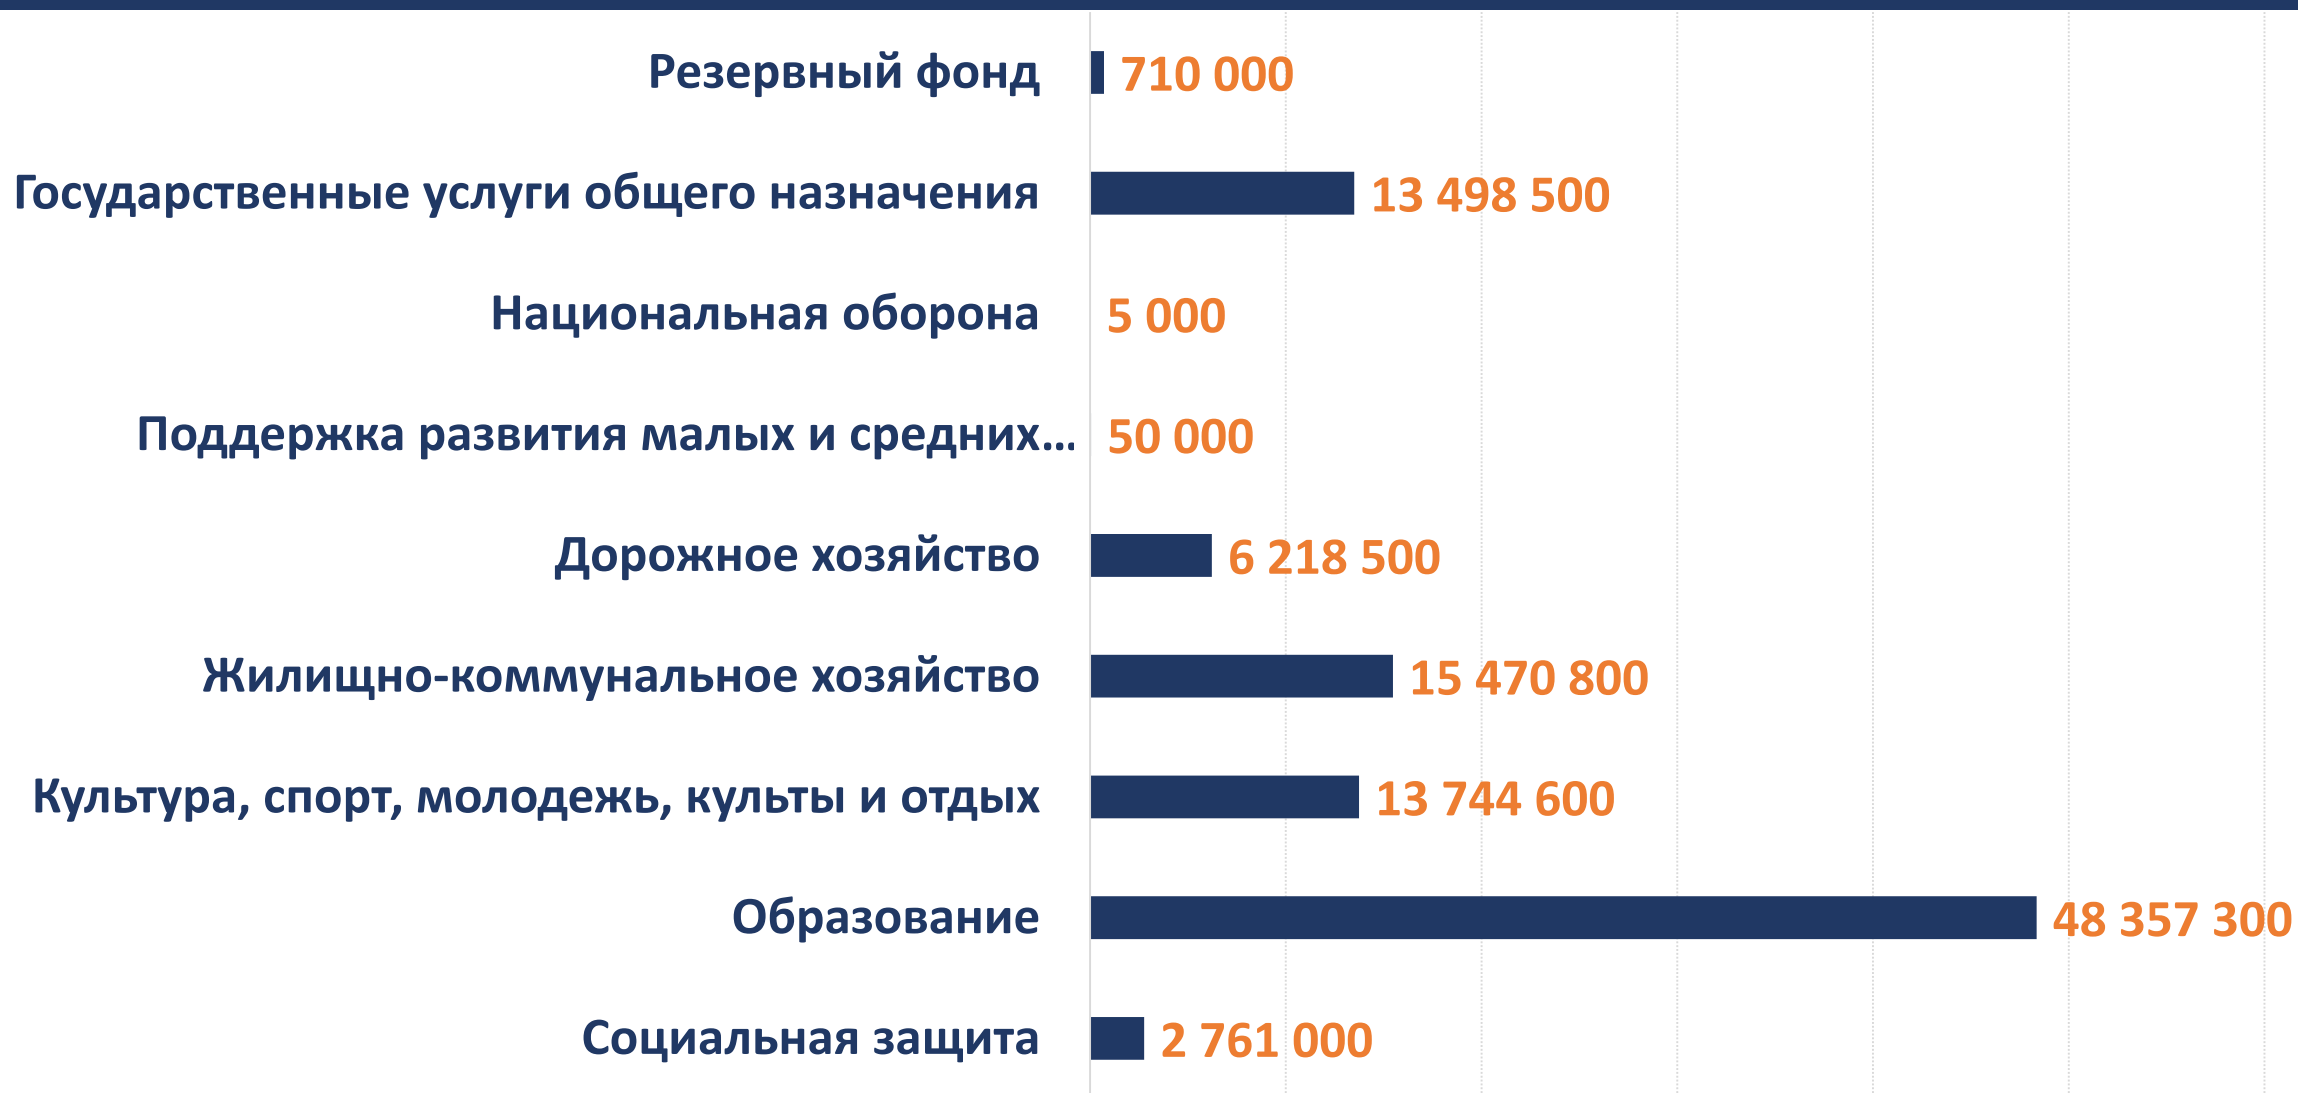 Резервный фонд 710 000
Государственные услуги общего назначения 13 498 500
Национальная оборона 5 000
Поддержка развития малых и средних... 50 000
Дорожное хозяйство 6 218 500
Жилищно-коммунальное хозяйство 15 470 800
Культура, спорт, молодежь, культы и отдых 13 744 600
Образование 48 357 300
Социальная защита 2 761 000